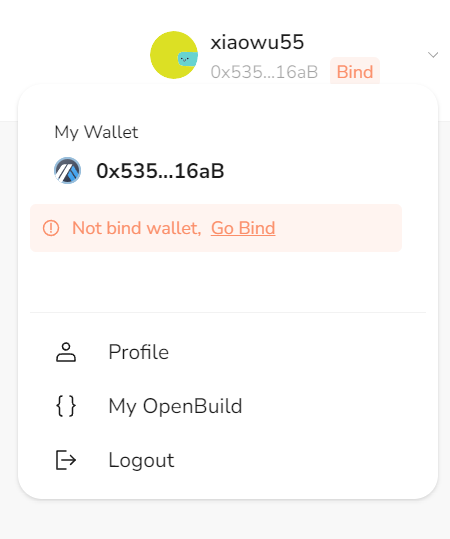 xiaowu55
0x535...16aB Bind
My Wallet
0x535...16aB
Not bind wallet, Go Bind
Profile
My OpenBuild
Logout